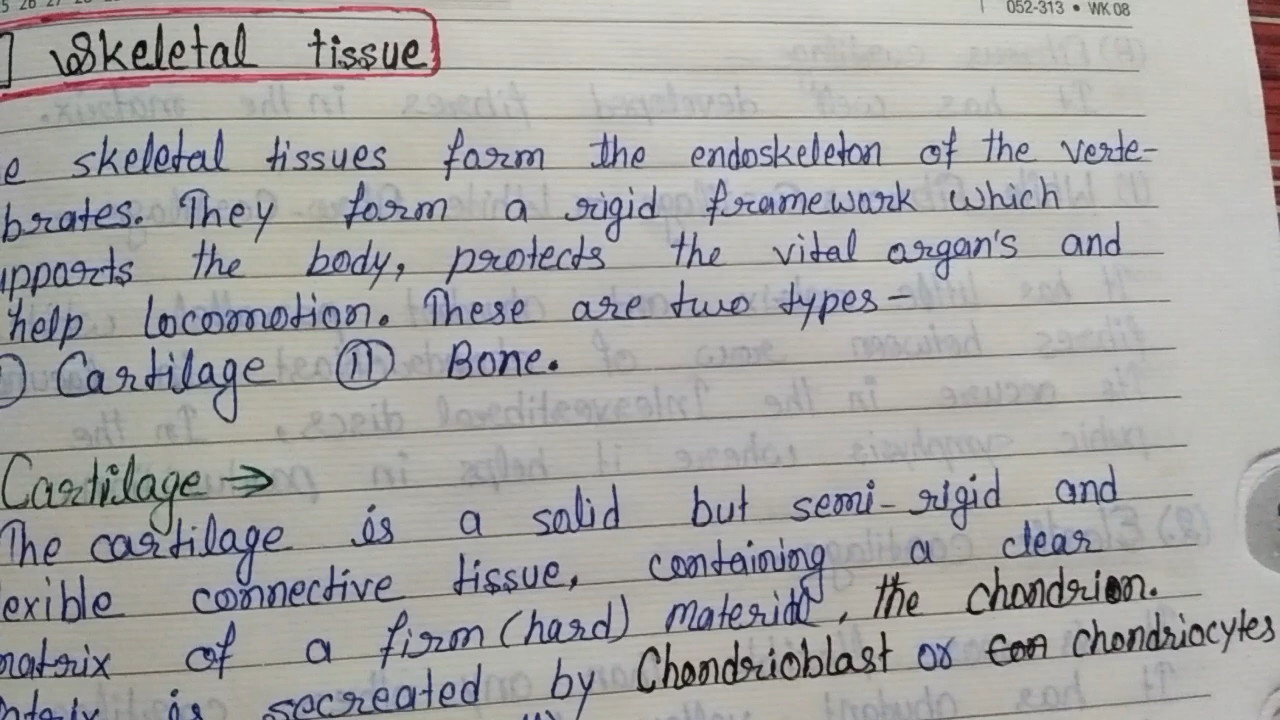 052-313 • WK 08
] Skeletal tissue
e skeletal tissues form the endoskeleton of the verte-
brates. They form a rigid framework which
upports the body, protects the vital organ's and
help locomotion. These are two types-
) Cartilage (II) Bone.
Cartilage ⇒
The cartilage is a solid but semi-rigid and
exible connective tissue, containing a clear
matrix of a firm (hard) material, the chondrion.
is secreated by Chondrioblast or chondriocytes